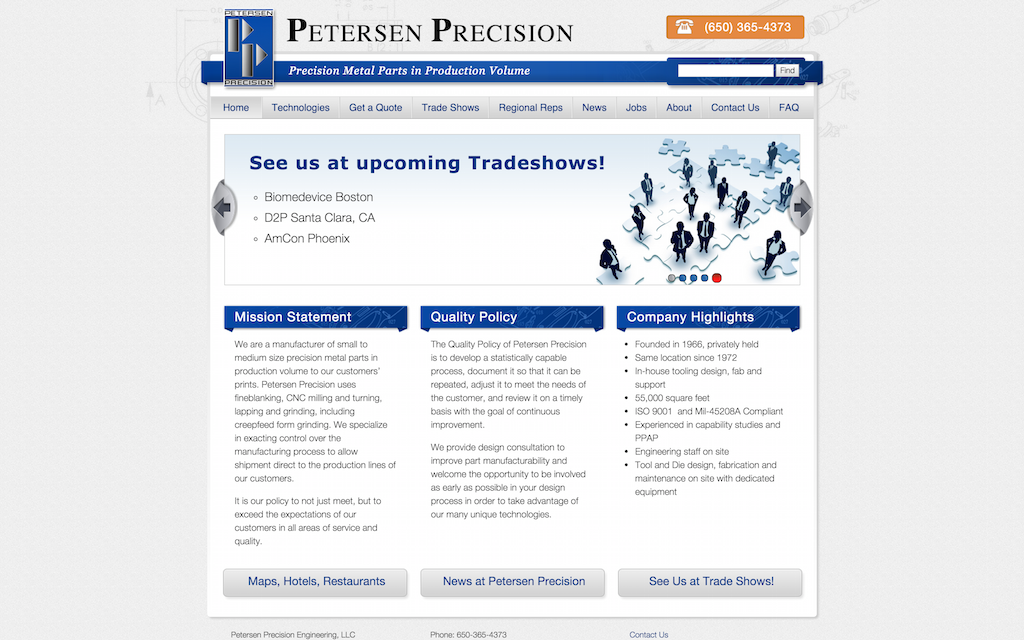 PETERSEN
PRECISION
PETERSEN PRECISION
(650) 365-4373
Precision Metal Parts in Production Volume
Find
Home
Technologies
Get a Quote
Trade Shows
Regional Reps
News
Jobs
About
Contact Us
FAQ
See us at upcoming Tradeshows!
Biomedevice Boston
D2P Santa Clara, CA
AmCon Phoenix
Mission Statement
We are a manufacturer of small to
medium size precision metal parts in
production volume to our customers'
prints. Petersen Precision uses
fineblanking, CNC milling and turning,
lapping and grinding, including
creepfeed form grinding. We specialize
in exacting control over the
manufacturing process to allow
shipment direct to the production lines of
our customers.
It is our policy to not just meet, but to
exceed the expectations of our
customers in all areas of service and
quality.
Quality Policy
The Quality Policy of Petersen Precision
is to develop a statistically capable
process, document it so that it can be
repeated, adjust it to meet the needs of
the customer, and review it on a timely
basis with the goal of continuous
improvement.
We provide design consultation to
improve part manufacturability and
welcome the opportunity to be involved
as early as possible in your design
process in order to take advantage of
our many unique technologies.
Company Highlights
Founded in 1966, privately held
Same location since 1972
In-house tooling design, fab and
support
55,000 square feet
ISO 9001 and Mil-45208A Compliant
Experienced in capability studies and
PPAP
Engineering staff on site
Tool and Die design, fabrication and
maintenance on site with dedicated
equipment
Maps, Hotels, Restaurants
News at Petersen Precision
See Us at Trade Shows!
Petersen Precision Engineering, LLC
Phone: 650-365-4373
Contact Us